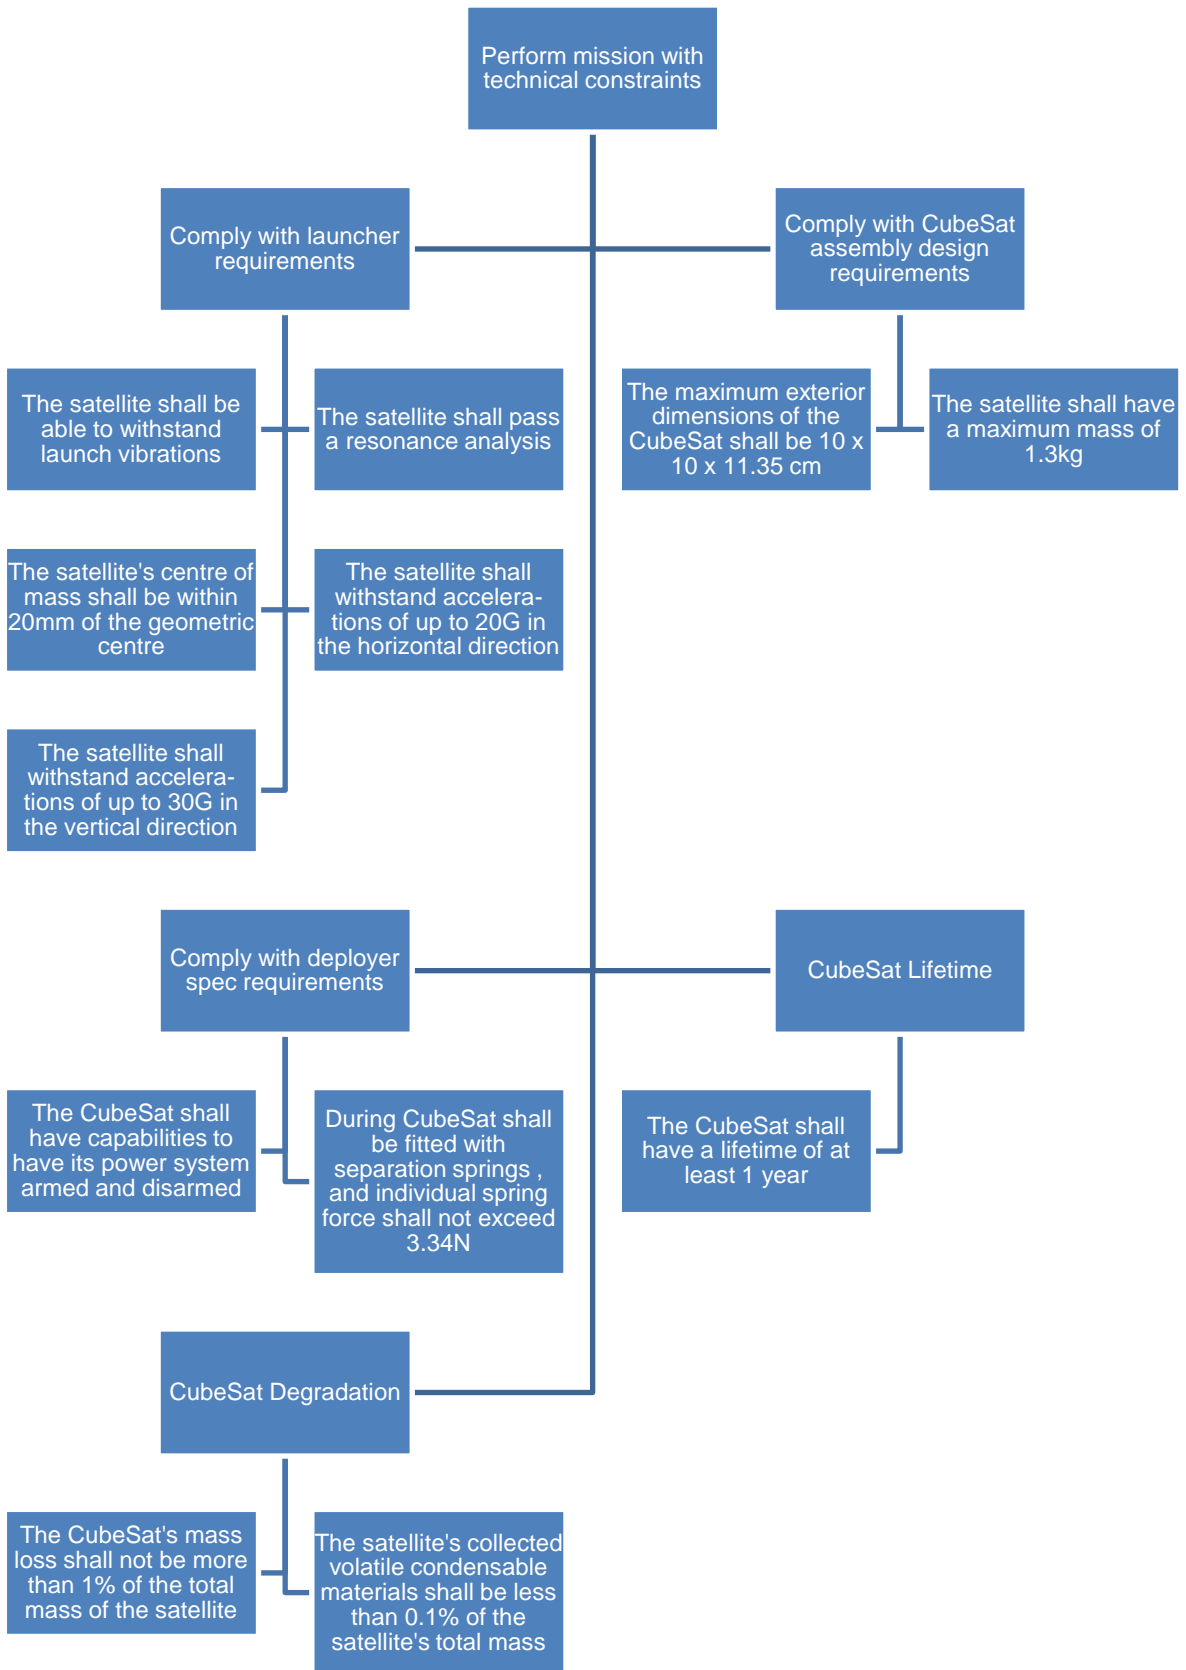 Perform mission with
technical constraints
Comply with launcher
requirements
Comply with CubeSat
assembly design
requirements
The satellite shall be
able to withstand
launch vibrations
The satellite shall pass
a resonance analysis
The maximum exterior
dimensions of the
CubeSat shall be 10 x
10 x 11.35 cm
The satellite shall have
a maximum mass of
1.3kg
The satellite's centre of
mass shall be within
20mm of the geometric
centre
The satellite shall
withstand accelera-
tions of up to 20G in
the horizontal direction
The satellite shall
withstand accelera-
tions of up to 30G in
the vertical direction
Comply with deployer
spec requirements
CubeSat Lifetime
The CubeSat shall
have capabilities to
have its power system
armed and disarmed
During CubeSat shall
be fitted with
separation springs ,
and individual spring
force shall not exceed
3.34N
The CubeSat shall
have a lifetime of at
least 1 year
CubeSat Degradation
The CubeSat's mass
loss shall not be more
than 1% of the total
mass of the satellite
The satellite's collected
volatile condensable
materials shall be less
than 0.1% of the
satellite's total mass